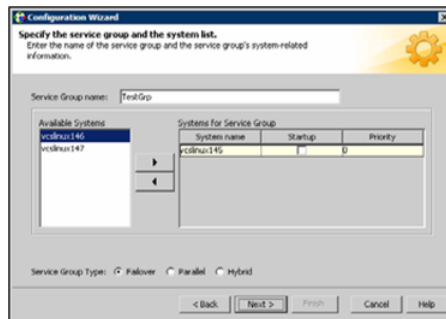 Configuration Wizard
Specify the service group and the system list.
Enter the name of the service group and the service group's system-related
information.
Service Group name: TestGrp
Available Systems
vcslinux146
vcslinux147
Systems for Service Group
System name Startup Priority
vcslinux145 0
Service Group Type: Failover Parallel Hybrid
< Back Next > Finish Cancel Help